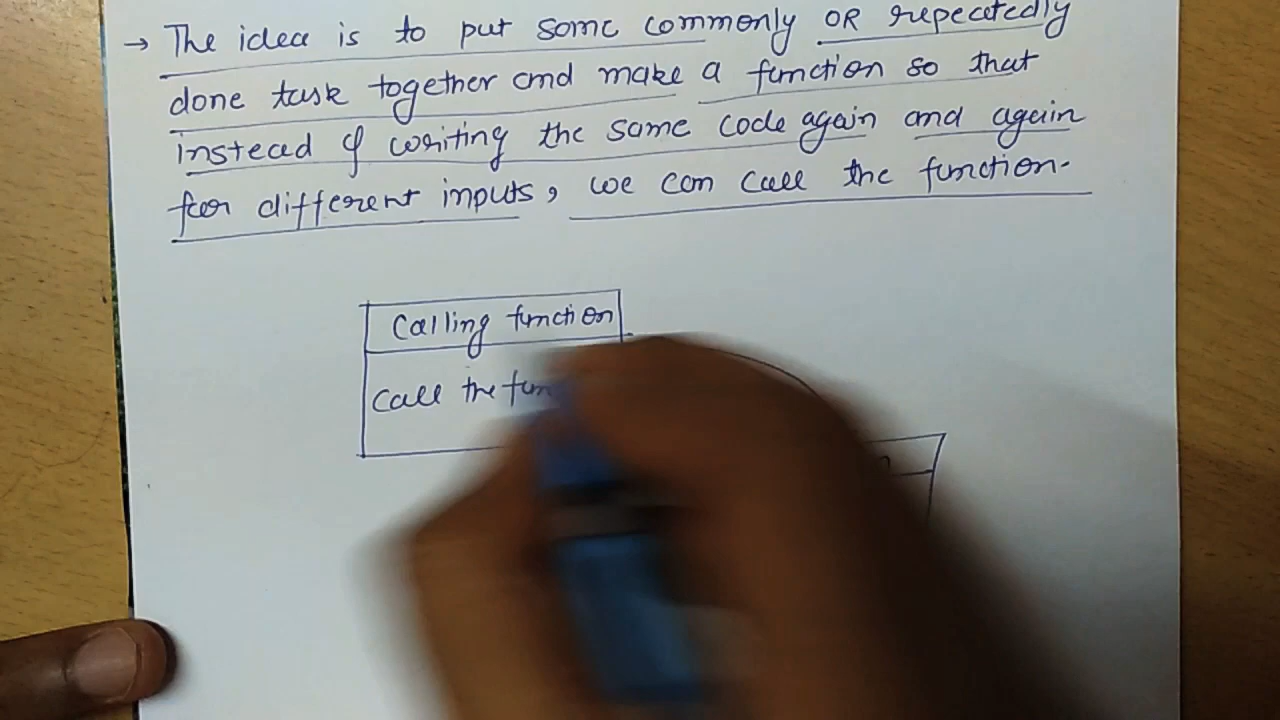 → The idea is to put some commonly OR repeatedly
done task together and make a function so that
instead of writing the same code again and again
for different inputs, we can call the function.
Calling function
Call the